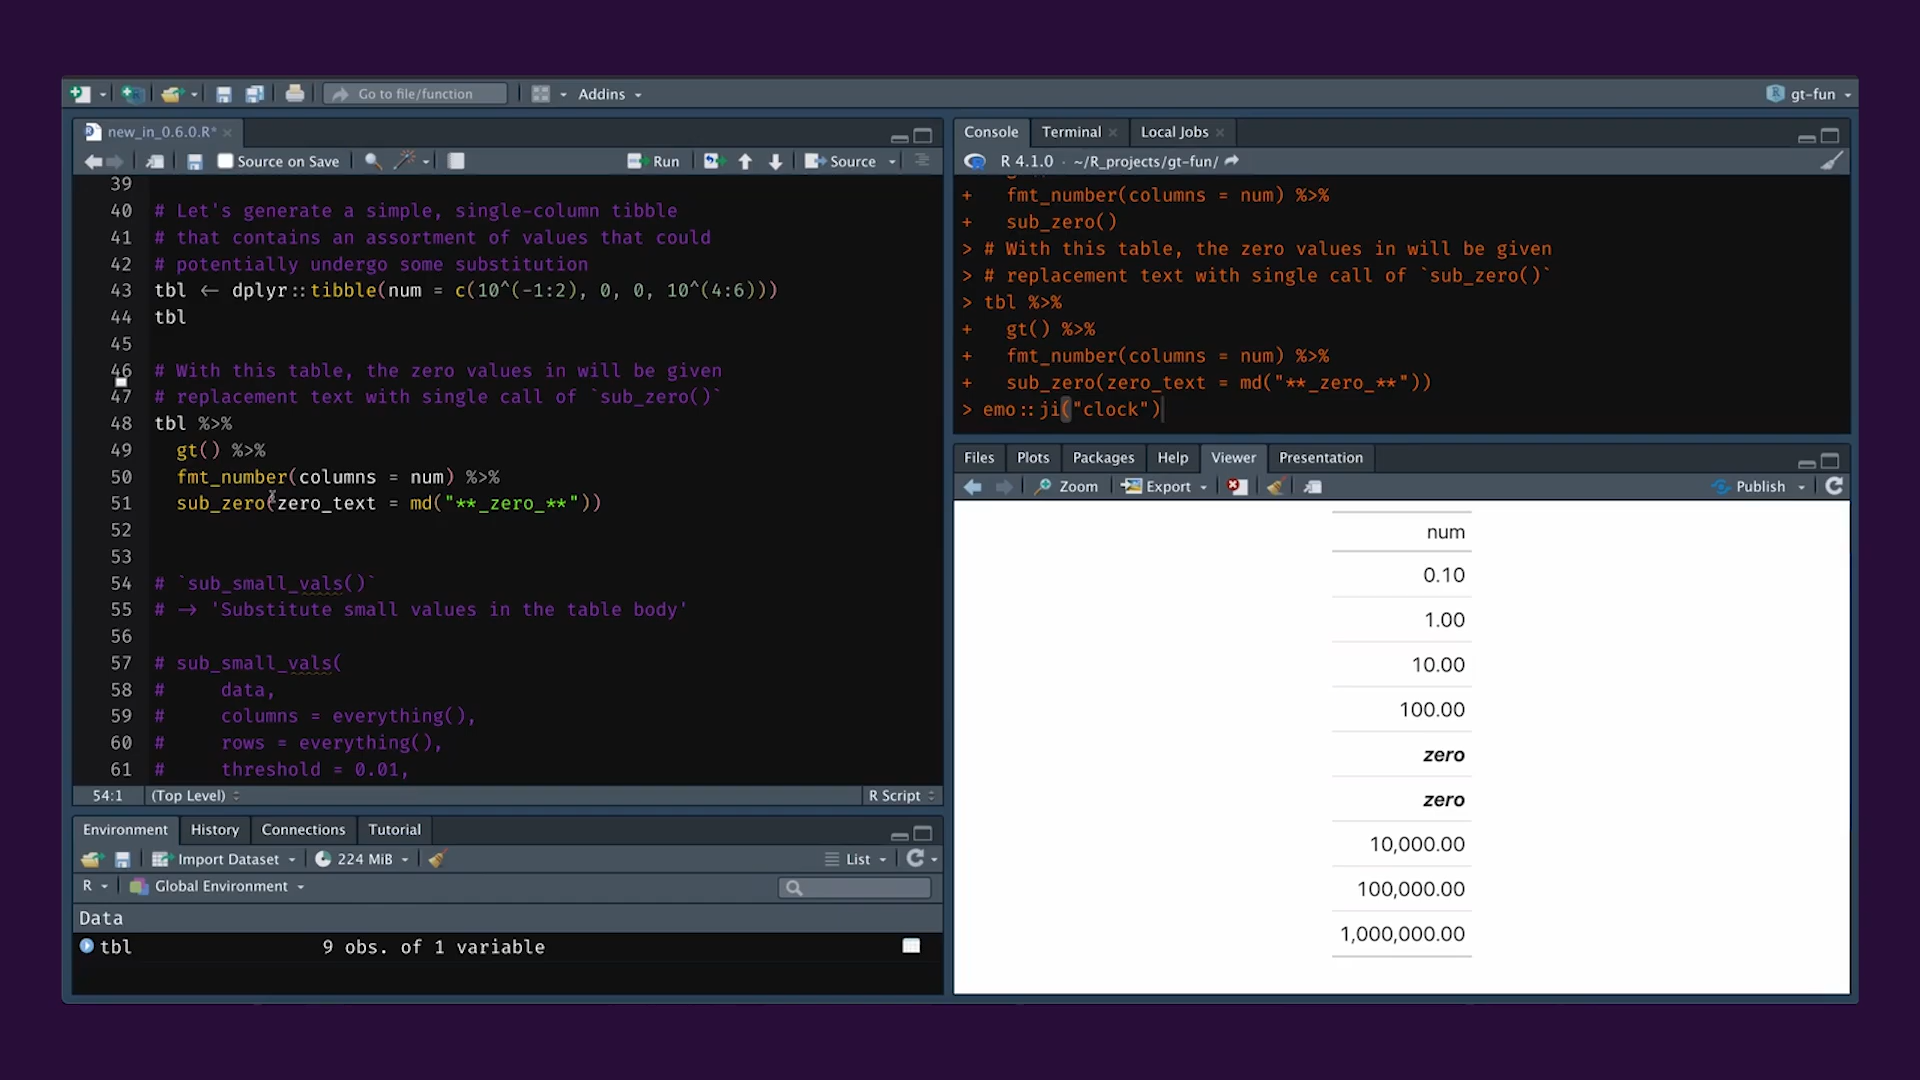 Go to file/function
Addins
gt-fun
new_in_0.6.0.R*
Source on Save
Run
Source
39
40 # Let's generate a simple, single-column tibble
41 # that contains an assortment of values that could
42 # potentially undergo some substitution
43 tbl <- dplyr::tibble(num = c(10^(-1:2), 0, 0, 10^(4:6)))
44 tbl
45
46 # With this table, the zero values in will be given
47 # replacement text with single call of `sub_zero()`
48 tbl %>%
49 gt() %>%
50 fmt_number(columns = num) %>%
51 sub_zero(zero_text = md("**_zero_**"))
52
53
54 # `sub_small_vals()`
55 # -> 'Substitute small values in the table body'
56
57 # sub_small_vals(
58 # data,
59 # columns = everything(),
60 # rows = everything(),
61 # threshold = 0.01,
54:1 (Top Level) R Script
Environment History Connections Tutorial
Import Dataset 224 MiB List
R Global Environment
Data
tbl 9 obs. of 1 variable
Console Terminal Local Jobs
R 4.1.0 · ~/R_projects/gt-fun/
+ fmt_number(columns = num) %>%
+ sub_zero()
> # With this table, the zero values in will be given
> # replacement text with single call of `sub_zero()`
> tbl %>%
+ gt() %>%
+ fmt_number(columns = num) %>%
+ sub_zero(zero_text = md("**_zero_**"))
> emo::ji("clock")
Files Plots Packages Help Viewer Presentation
Zoom Export Publish
num
0.10
1.00
10.00
100.00
zero
zero
10,000.00
100,000.00
1,000,000.00